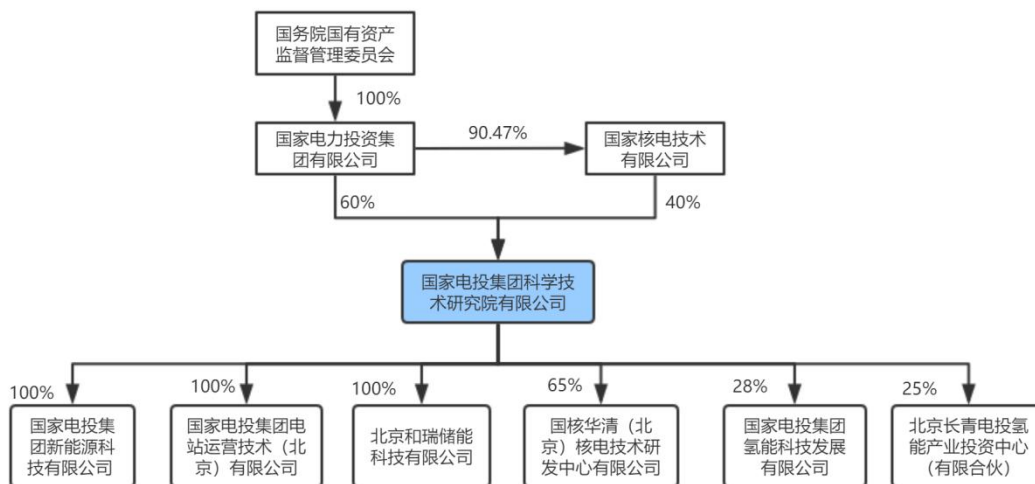 国务院国有资产
监督管理委员会
100%
国家电力投资集
团有限公司
90.47%
国家核电技术
有限公司
60%
40%
国家电投集团科学技
术研究院有限公司
100%
国家电投集
团新能源科
技有限公司
100%
国家电投集团电
站运营技术（北
京）有限公司
100%
北京和瑞储能
科技有限公司
65%
国核华清（北
京）核电技术研
发中心有限公司
28%
国家电投集团
氢能科技发展
有限公司
25%
北京长青电投氢
能产业投资中心
（有限合伙）